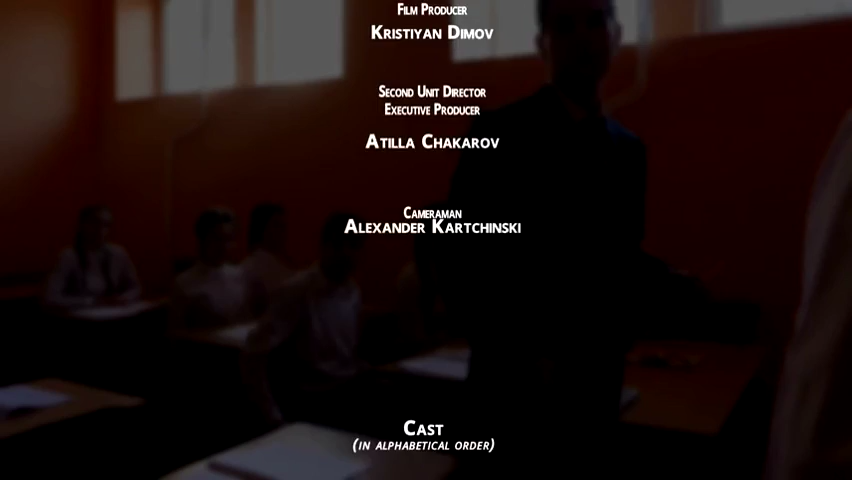 Film Producer
Kristiyan Dimov
Second Unit Director
Executive Producer
Atilla Chakarov
Cameraman
Alexander Kartchinski
Cast
(in alphabetical order)